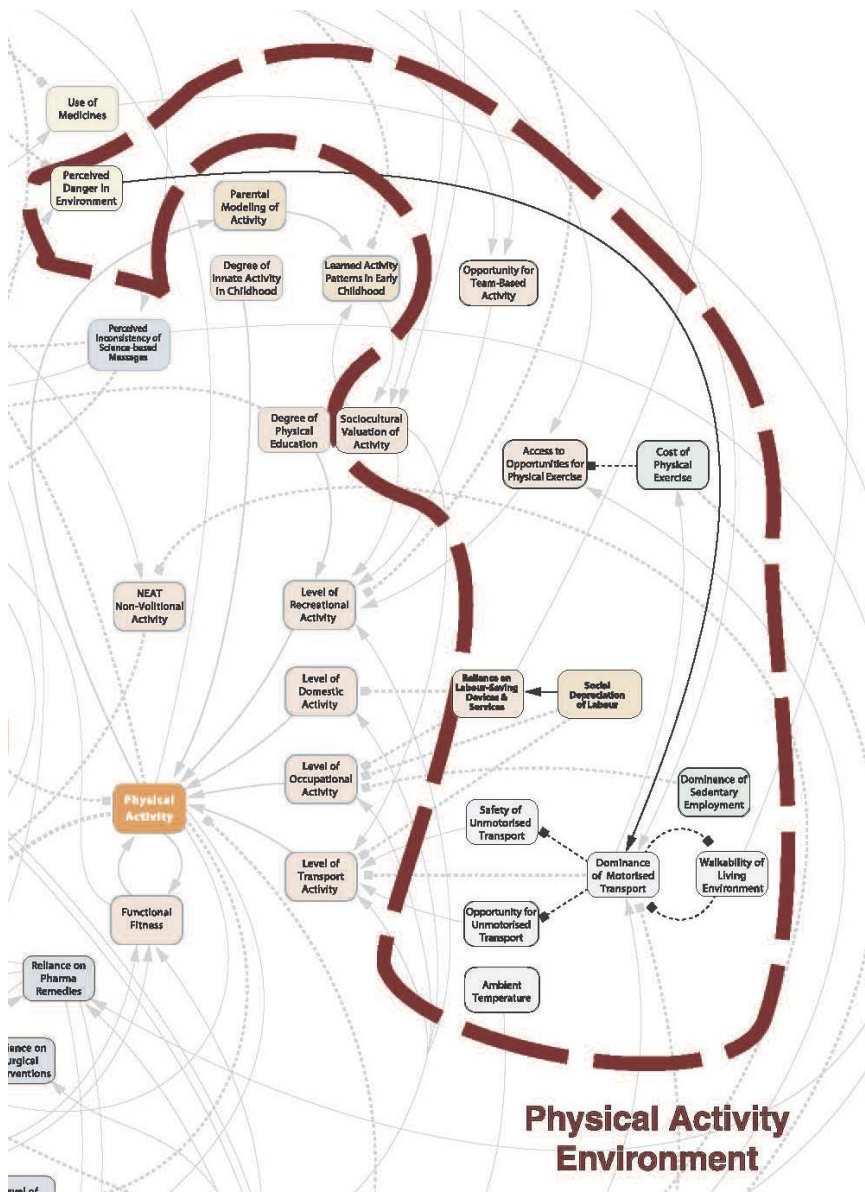 Use of
Medicines
Perceived
Danger in
Environment
Parental
Modeling of
Activity
Degree of
Innate Activity
in Childhood
Learned Activity
Patterns in Early
Childhood
Opportunity for
Team-Based
Activity
Perceived
Inconsistency of
Science-based
Massages
Degree of
Physical
Education
Sociocultural
Valuation of
Activity
Access to
Opportunities for
Physical Exercise
Cost of
Physical
Exercise
NEAT
Non-Volitional
Activity
Level of
Recreational
Activity
Level of
Domestic
Activity
Reliance on
Labour-Saving
Devices &
Services
Social
Depreciation
of Labour
Level of
Occupational
Activity
Dominance of
Sedentary
Employment
Physical
Activity
Safety of
Unmotorised
Transport
Level of
Transport
Activity
Dominance
of Motorised
Transport
Walkability of
Living
Environment
Functional
Fitness
Opportunity for
Unmotorised
Transport
Reliance on
Pharma
Remedies
Ambient
Temperature
iance on
urgical
rventions
Physical Activity
Environment